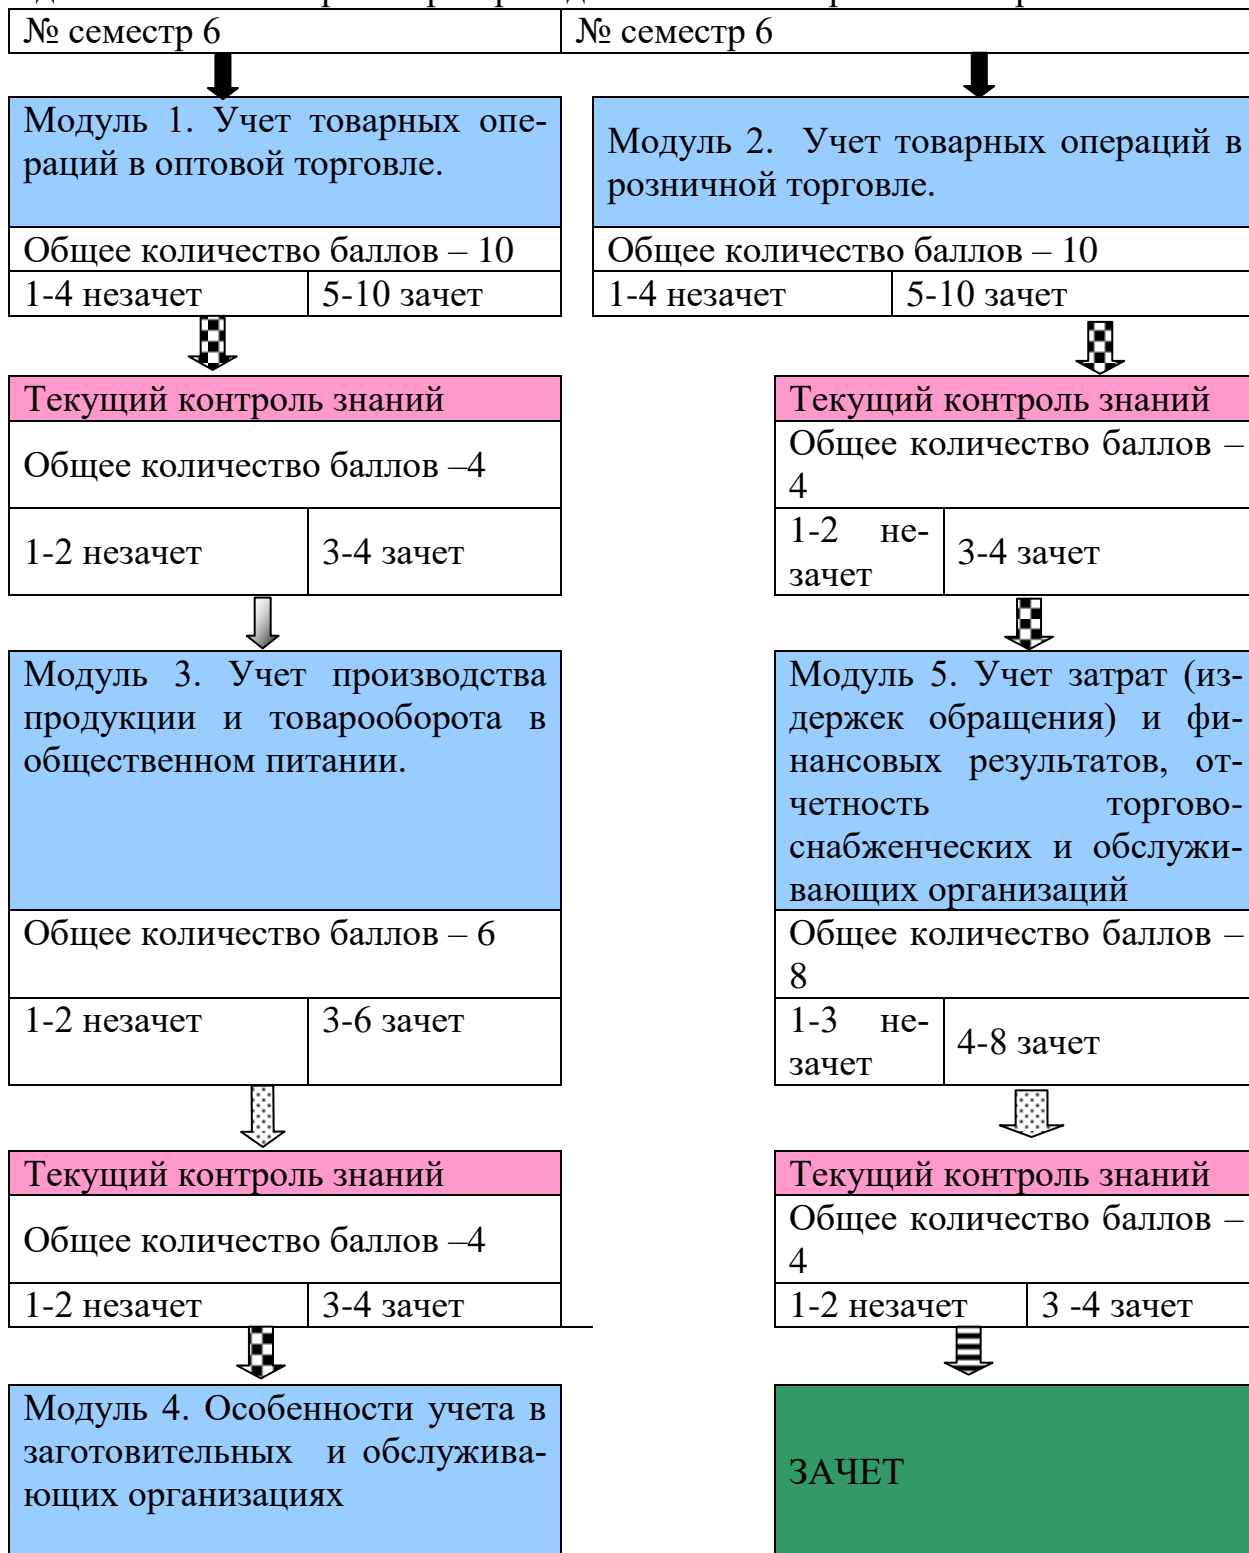 № семестр 6
№ семестр 6
Модуль 1. Учет товарных опе-
раций в оптовой торговле.
Модуль 2. Учет товарных операций в
розничной торговле.
Общее количество баллов – 10
Общее количество баллов – 10
1-4 незачет
5-10 зачет
1-4 незачет
5-10 зачет
Текущий контроль знаний
Текущий контроль знаний
Общее количество баллов –4
Общее количество баллов –
4
1-2 незачет
3-4 зачет
1-2 не-
зачет
3-4 зачет
Модуль 3. Учет производства
продукции и товарооборота в
общественном питании.
Модуль 5. Учет затрат (из-
держек обращения) и фи-
нансовых результатов, от-
четность торгово-
снабженческих и обслужи-
вающих организаций
Общее количество баллов – 6
Общее количество баллов –
8
1-2 незачет
3-6 зачет
1-3 не-
зачет
4-8 зачет
Текущий контроль знаний
Текущий контроль знаний
Общее количество баллов –4
Общее количество баллов –
4
1-2 незачет
3-4 зачет
1-2 незачет
3 -4 зачет
Модуль 4. Особенности учета в
заготовительных и обслужива-
ющих организациях
ЗАЧЕТ